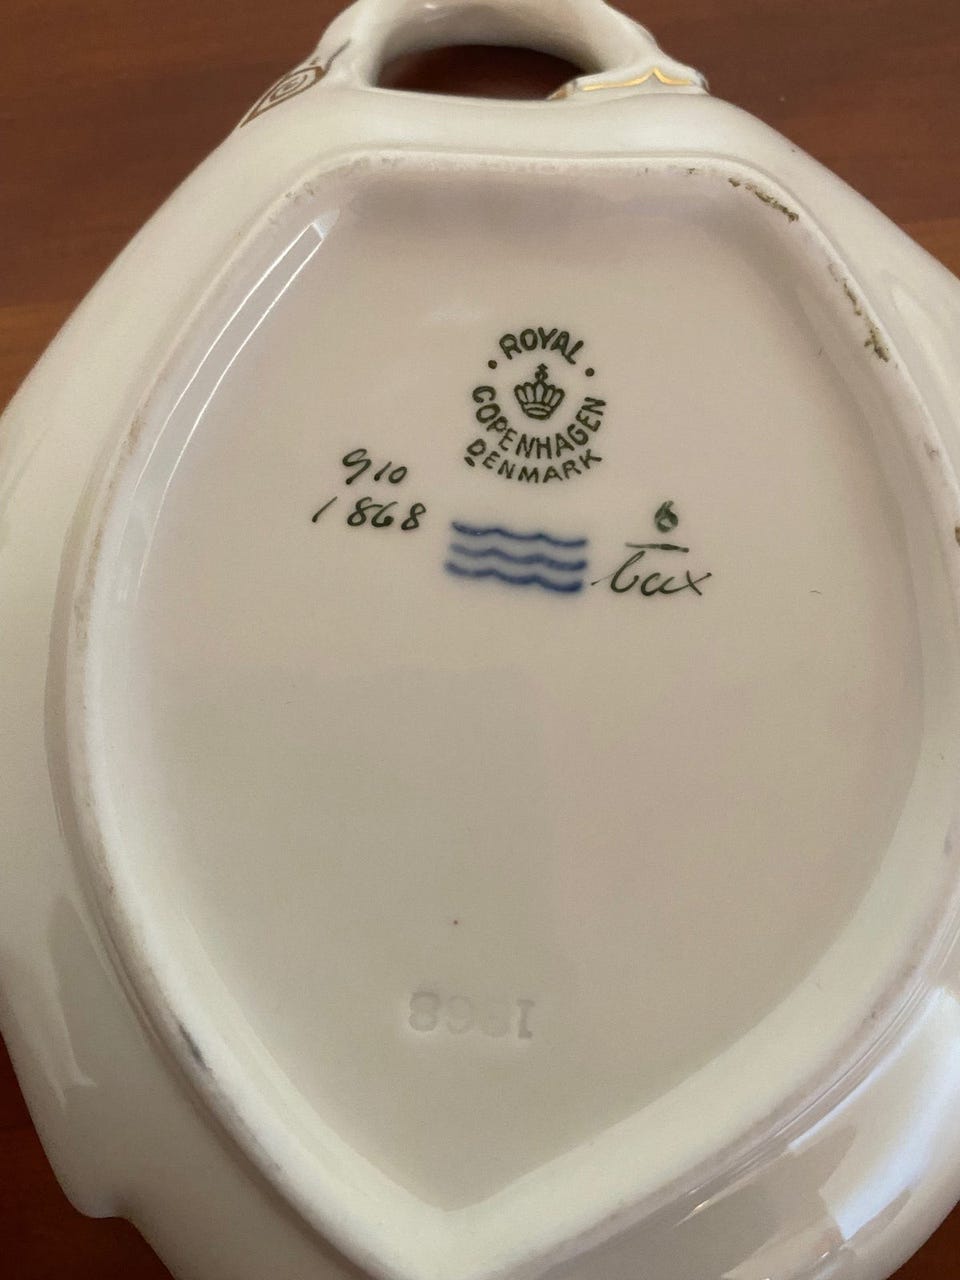 ROYAL
COPENHAGEN
DENMARK
910
1868
6
1868